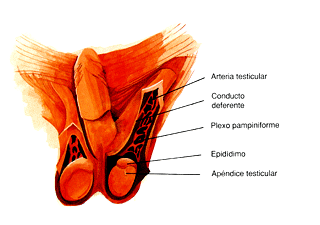 Arteria testicular
Conducto
deferente
Plexo pampiniforme
Epidídimo
Apéndice testicular